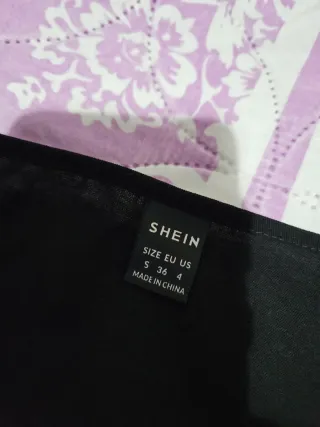 SHEIN
SIZE EU US
S 36 4
MADE IN CHINA